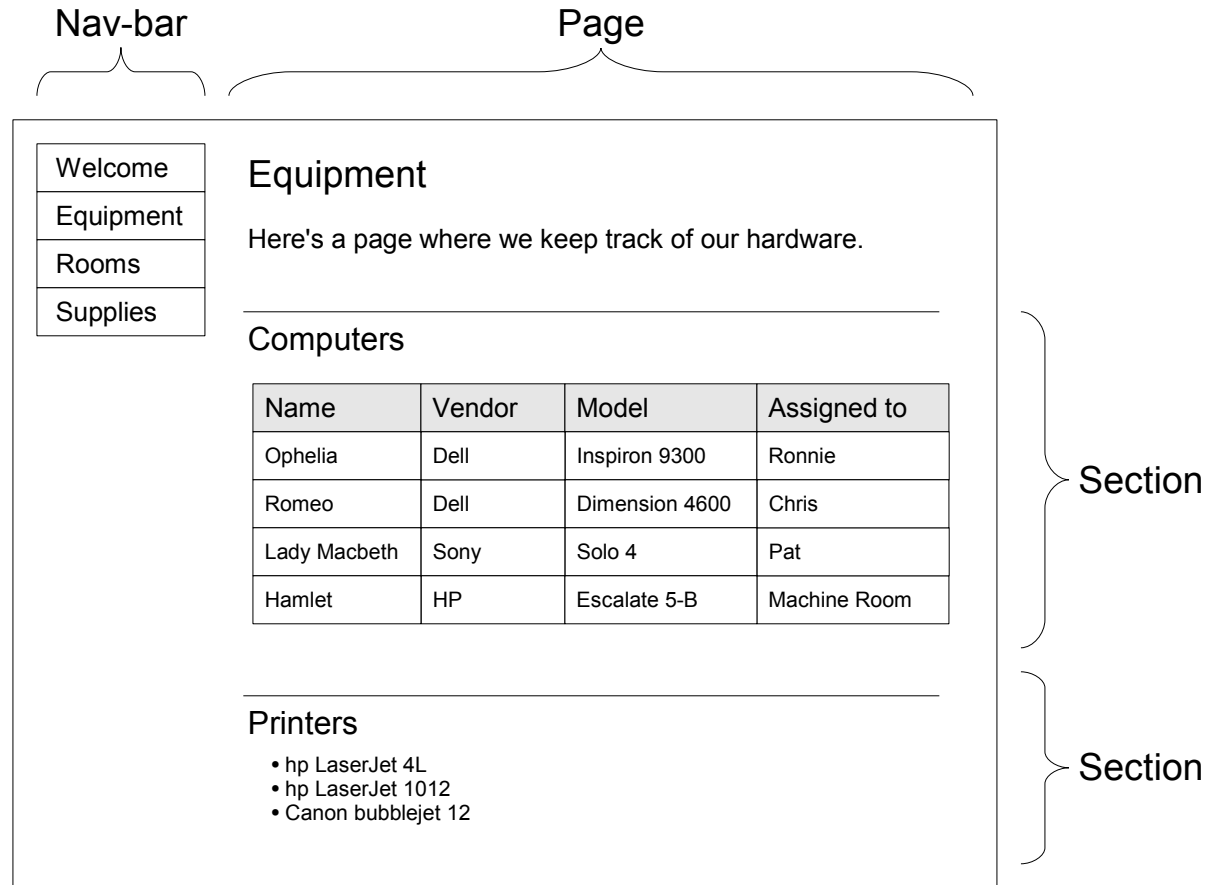 Nav-bar
Page
Welcome
Equipment
Rooms
Supplies
Equipment
Here's a page where we keep track of our hardware.
Computers
Name Vendor Model Assigned to
Ophelia Dell Inspiron 9300 Ronnie
Romeo Dell Dimension 4600 Chris
Lady Macbeth Sony Solo 4 Pat
Hamlet HP Escalate 5-B Machine Room
Section
Printers
• hp LaserJet 4L
• hp LaserJet 1012
• Canon bubblejet 12
Section